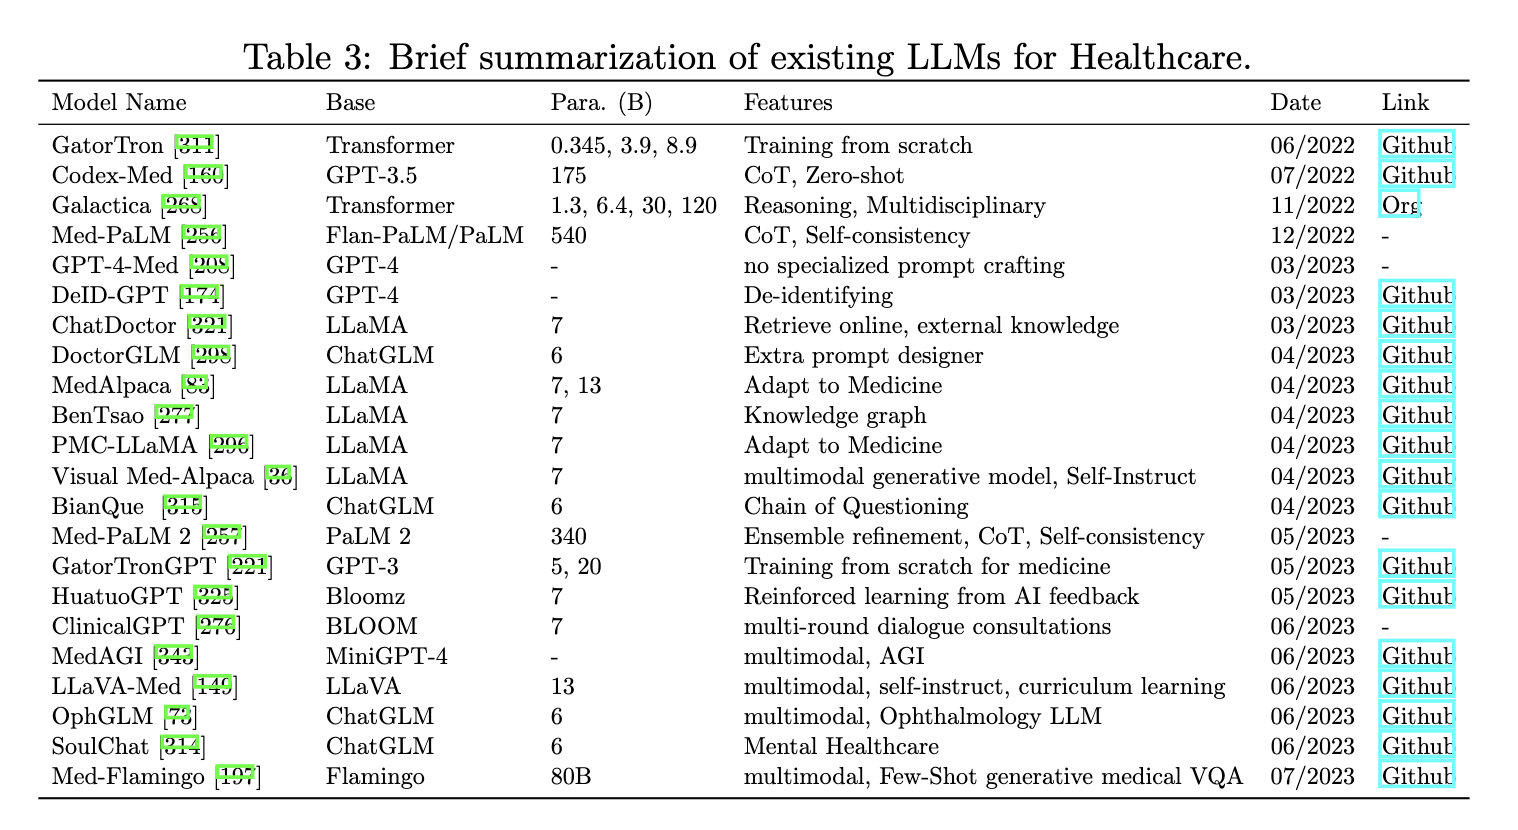 Table 3: Brief summarization of existing LLMs for Healthcare.
Model Name Base Para. (B) Features Date Link
GatorTron [311] Transformer 0.345, 3.9, 8.9 Training from scratch 06/2022 Github
Codex-Med [160] GPT-3.5 175 CoT, Zero-shot 07/2022 Github
Galactica [268] Transformer 1.3, 6.4, 30, 120 Reasoning, Multidisciplinary 11/2022 Org
Med-PaLM [256] Flan-PaLM/PaLM 540 CoT, Self-consistency 12/2022 -
GPT-4-Med [208] GPT-4 - no specialized prompt crafting 03/2023 -
DeID-GPT [174] GPT-4 - De-identifying 03/2023 Github
ChatDoctor [321] LLaMA 7 Retrieve online, external knowledge 03/2023 Github
DoctorGLM [298] ChatGLM 6 Extra prompt designer 04/2023 Github
MedAlpaca [83] LLaMA 7, 13 Adapt to Medicine 04/2023 Github
BenTsao [277] LLaMA 7 Knowledge graph 04/2023 Github
PMC-LLaMA [296] LLaMA 7 Adapt to Medicine 04/2023 Github
Visual Med-Alpaca [36] LLaMA 7 multimodal generative model, Self-Instruct 04/2023 Github
BianQue [315] ChatGLM 6 Chain of Questioning 04/2023 Github
Med-PaLM 2 [257] PaLM 2 340 Ensemble refinement, CoT, Self-consistency 05/2023 -
GatorTronGPT [221] GPT-3 5, 20 Training from scratch for medicine 05/2023 Github
HuatuoGPT [325] Bloomz 7 Reinforced learning from AI feedback 05/2023 Github
ClinicalGPT [276] BLOOM 7 multi-round dialogue consultations 06/2023 -
MedAGI [343] MiniGPT-4 - multimodal, AGI 06/2023 Github
LLaVA-Med [149] LLaVA 13 multimodal, self-instruct, curriculum learning 06/2023 Github
OphGLM [73] ChatGLM 6 multimodal, Ophthalmology LLM 06/2023 Github
SoulChat [314] ChatGLM 6 Mental Healthcare 06/2023 Github
Med-Flamingo [197] Flamingo 80B multimodal, Few-Shot generative medical VQA 07/2023 Github